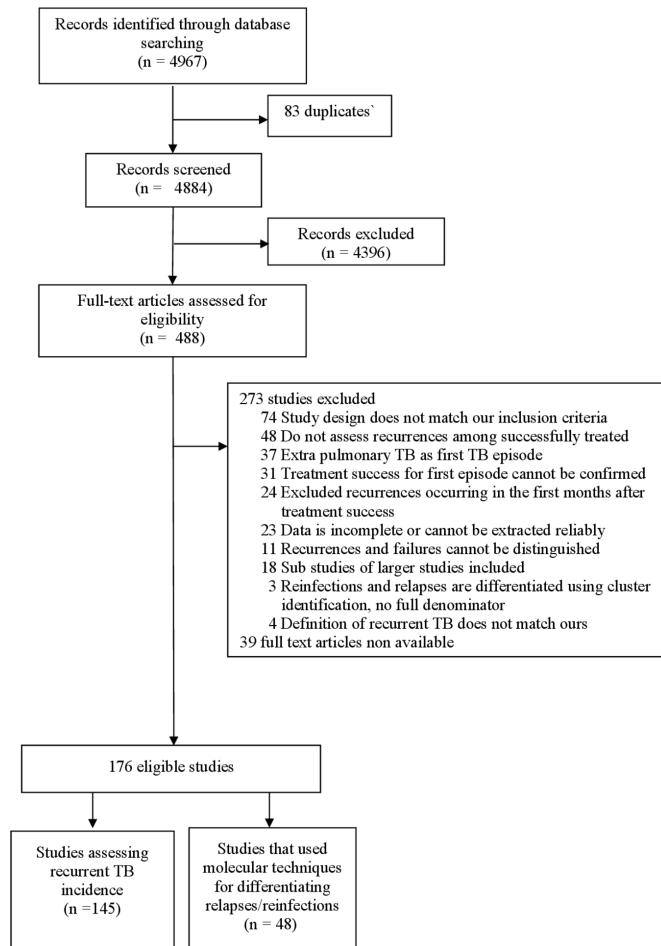 Records identified through database
searching
(n = 4967)
83 duplicates`
Records screened
(n = 4884)
Records excluded
(n = 4396)
Full-text articles assessed for
eligibility
(n = 488)
273 studies excluded
74 Study design does not match our inclusion criteria
48 Do not assess recurrences among successfully treated
37 Extra pulmonary TB as first TB episode
31 Treatment success for first episode cannot be confirmed
24 Excluded recurrences occurring in the first months after
treatment success
23 Data is incomplete or cannot be extracted reliably
11 Recurrences and failures cannot be distinguished
18 Sub studies of larger studies included
3 Reinfections and relapses are differentiated using cluster
identification, no full denominator
4 Definition of recurrent TB does not match ours
39 full text articles non available
176 eligible studies
Studies assessing
recurrent TB
incidence
(n =145)
Studies that used
molecular techniques
for differentiating
relapses/reinfections
(n = 48)